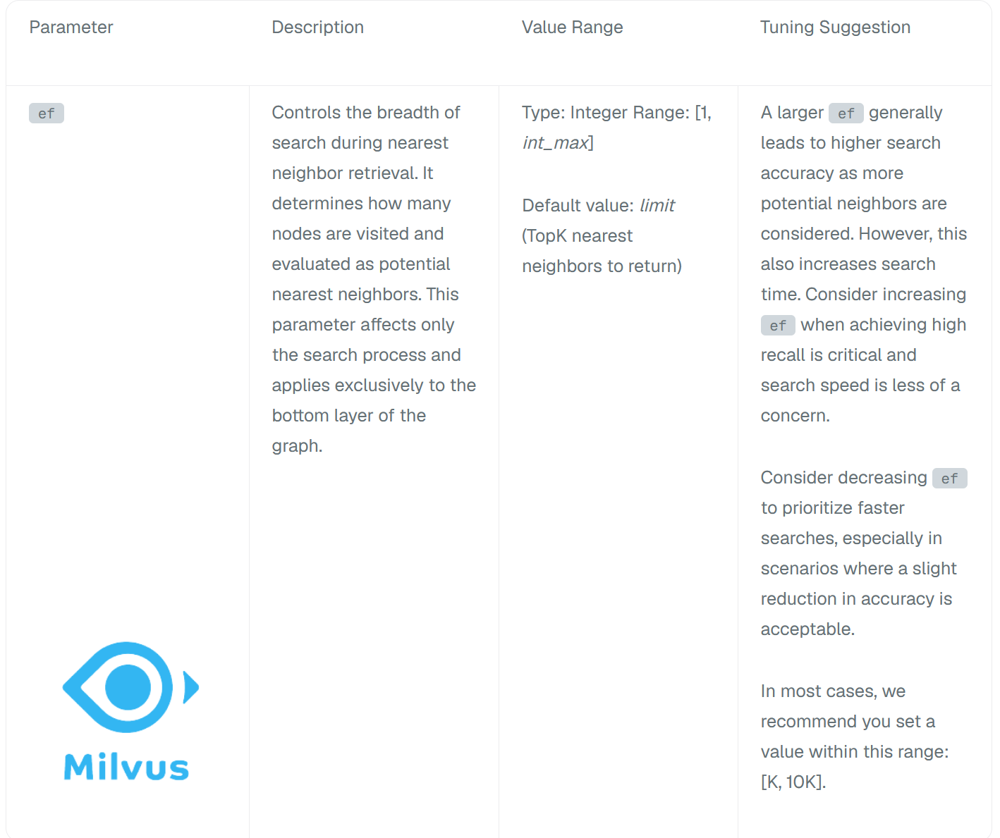 Parameter
Description
Value Range
Tuning Suggestion
ef
Controls the breadth of
search during nearest
neighbor retrieval. It
determines how many
nodes are visited and
evaluated as potential
nearest neighbors. This
parameter affects only
the search process and
applies exclusively to the
bottom layer of the
graph.
Type: Integer Range: [1,
int_max]
Default value: limit
(TopK nearest
neighbors to return)
A larger ef generally
leads to higher search
accuracy as more
potential neighbors are
considered. However, this
also increases search
time. Consider increasing
ef when achieving high
recall is critical and
search speed is less of a
concern.
Consider decreasing ef
to prioritize faster
searches, especially in
scenarios where a slight
reduction in accuracy is
acceptable.
In most cases, we
recommend you set a
value within this range:
[K, 10K].
Milvus